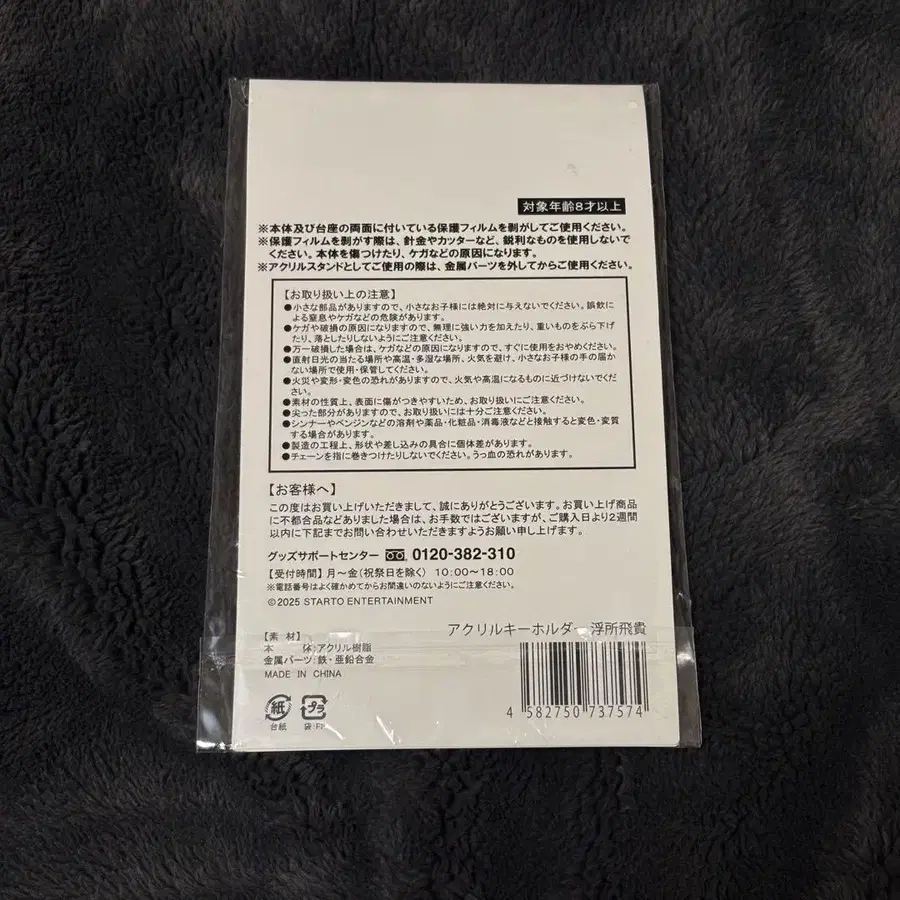 対象年齢8才以上
※本体及び台座の両面に付いている保護フィルムを剥がしてご使用ください。
※保護フィルムを剥がす際は、針金やカッターなど、鋭利なものを使用しないで
ください。本体を傷つけたり、ケガなどの原因になります。
※アクリルスタンドとしてご使用の際は、金属パーツを外してからご使用ください。
【お取り扱い上の注意】
●小さな部品がありますので、小さなお子様には絶対に与えないでください。誤飲
による窒息やケガなどの危険があります。
●ケガや破損の原因になりますので、無理に強い力を加えたり、重いものをぶら下げ
たり、落としたりしないようにご注意ください。
●万一破損した場合は、ケガなどの原因になりますので、すぐに使用をおやめください。
●直射日光の当たる場所や高温・多湿な場所、火気を避け、小さなお子様の手の届か
ない場所で使用・保管してください。
●火災や変形・変色の恐れがありますので、火気や高温になるものに近づけないでくだ
さい。
●素材の性質上、表面に傷がつきやすいため、お取り扱いにご注意ください。
●尖った部分がありますので、お取り扱いには十分ご注意ください。
●シンナーやベンジンなどの溶剤や薬品・化粧品・消毒液などと接触すると変色・変質
する場合があります。
●製造の工程上、形状や差し込みの具合に個体差があります。
●チェーンを指に巻きつけたりしないでください。うっ血の恐れがあります。
【お客様へ】
この度はお買い上げいただきまして、誠にありがとうございます。お買い上げ商品
に不都合品などありました場合は、お手数ではございますが、ご購入日より2週間
以内に下記までお問い合わせいただきますようお願い申し上げます。
グッズサポートセンター 0120-382-310
【受付時間】月〜金(祝祭日を除く) 10:00〜18:00
※電話番号はよく確かめてからお間違いのないようにご注意ください。
©2025 STARTO ENTERTAINMENT
アクリルキーホルダー 浮所飛貴
【素 材】
本 体:アクリル樹脂
金属パーツ:鉄・亜鉛合金
MADE IN CHINA
4 582750 737574
紙 プラ
台紙 袋: